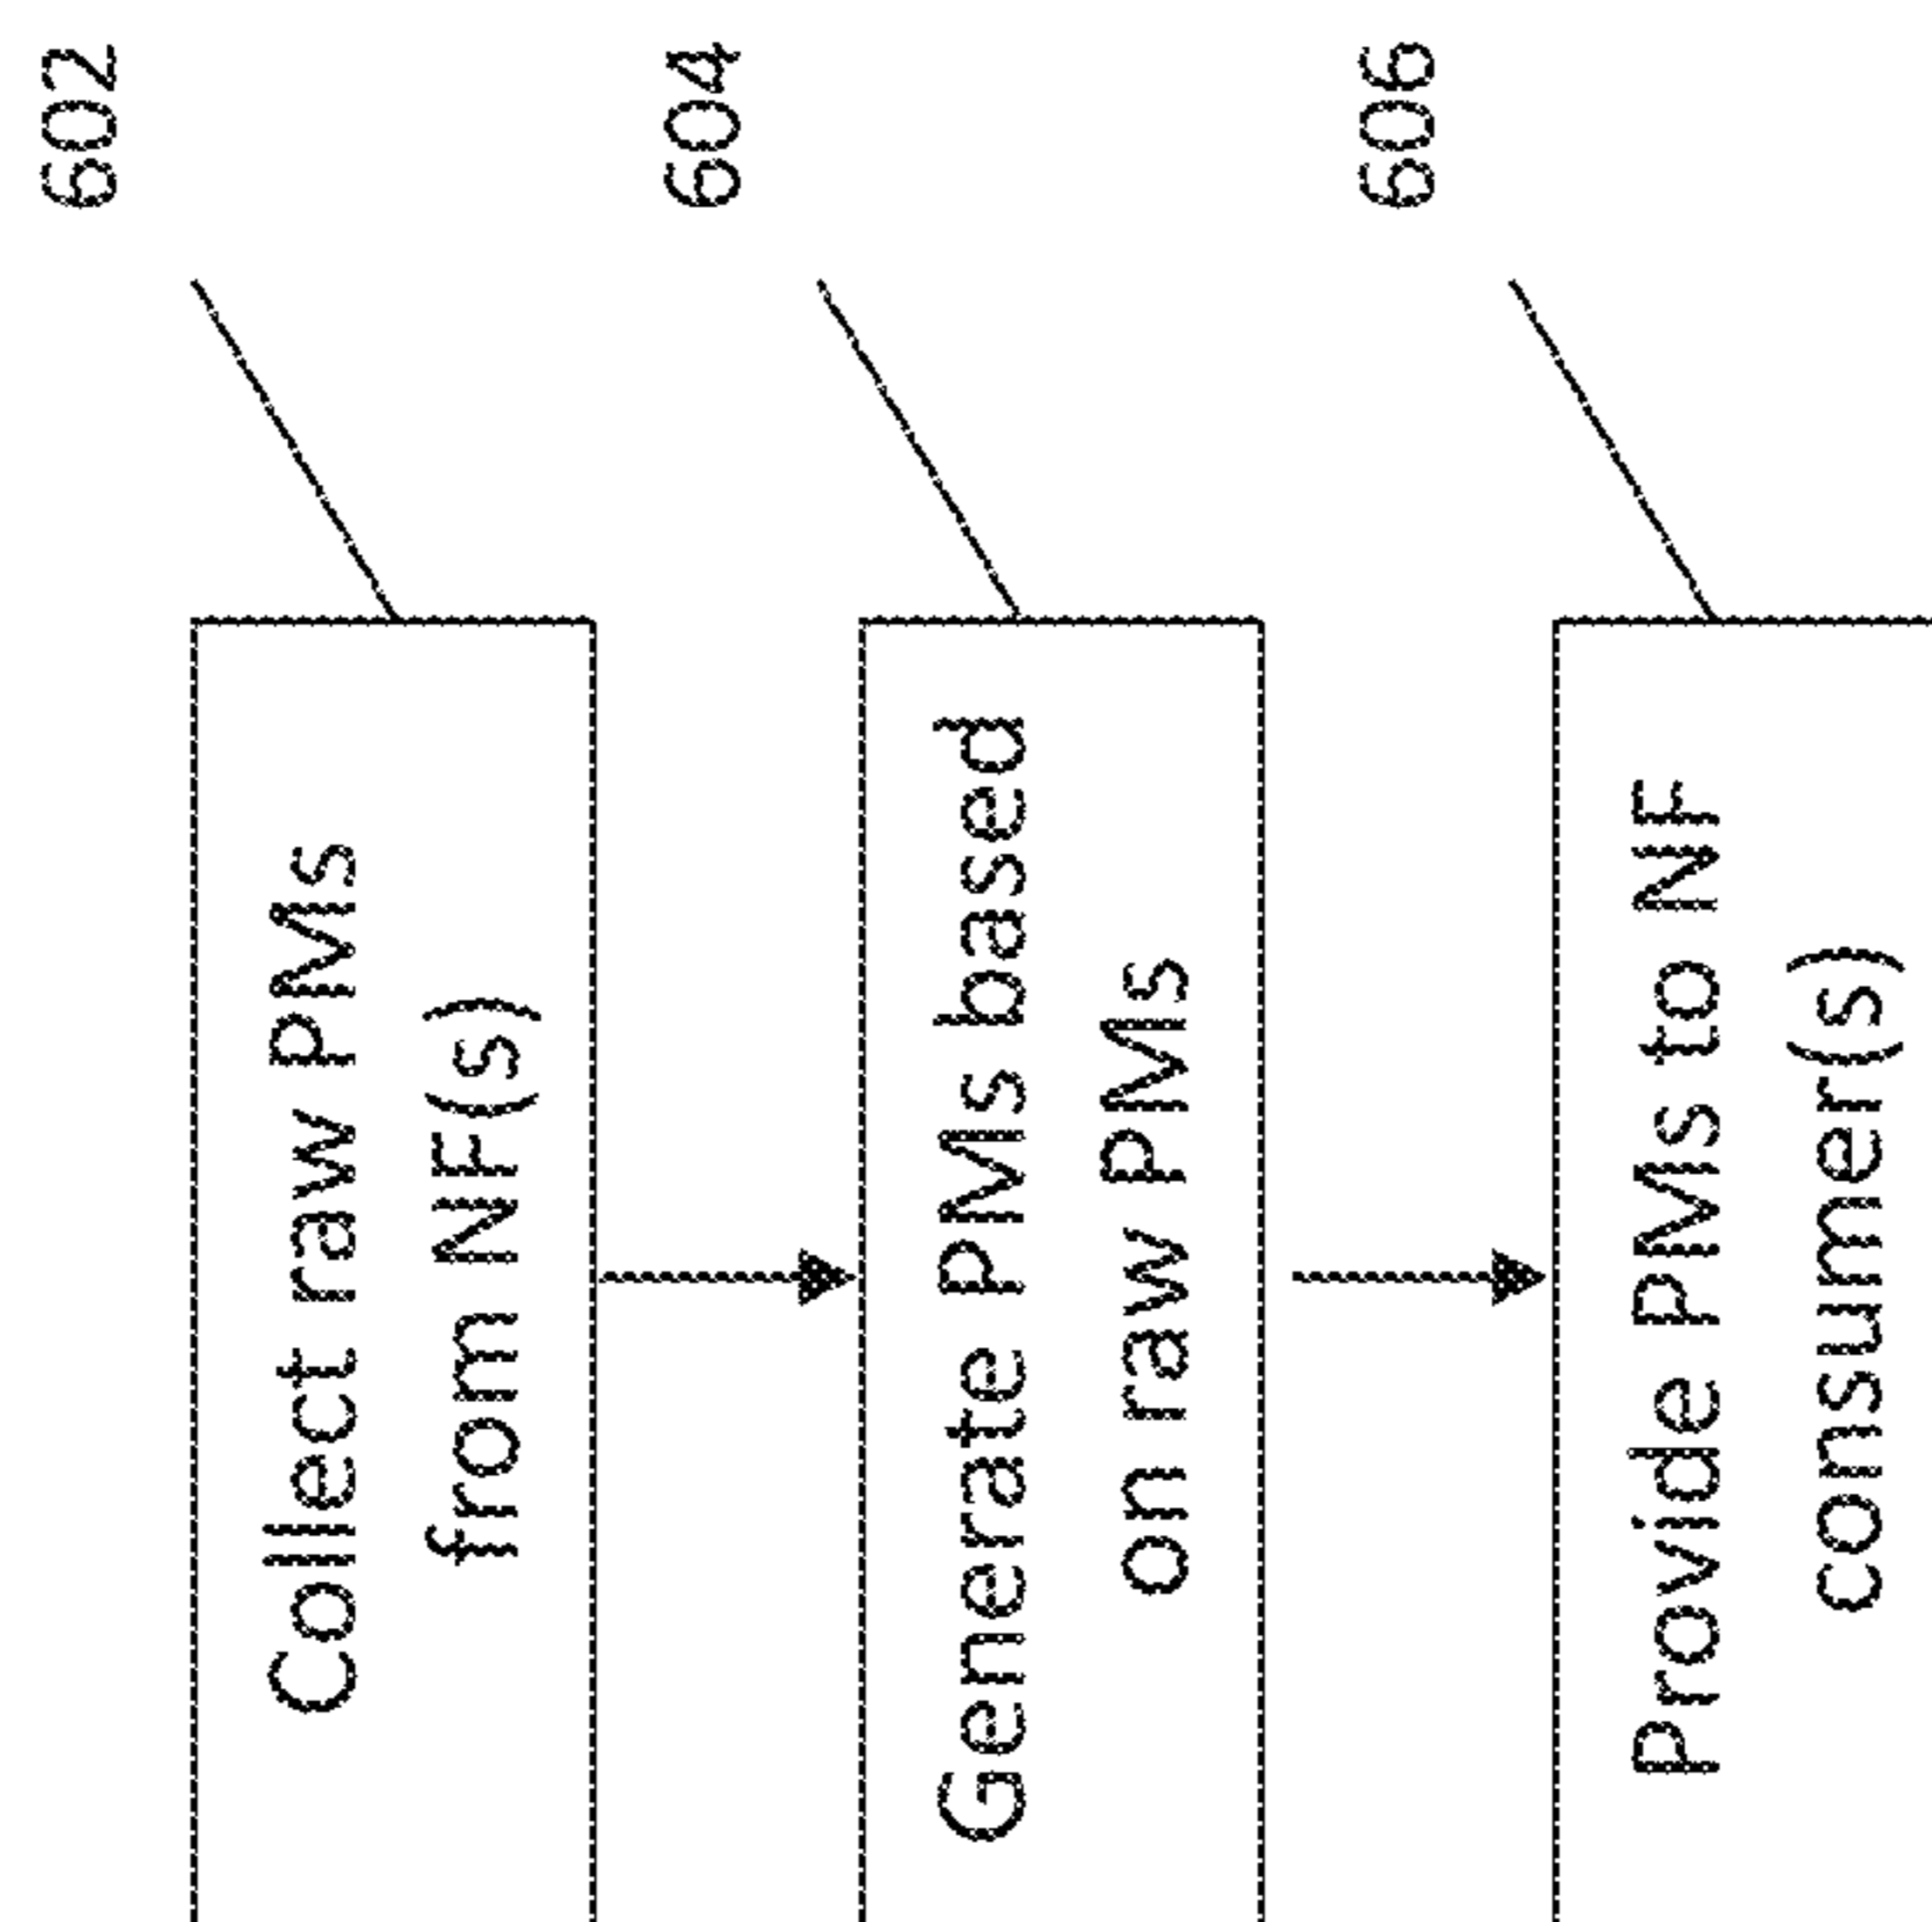 602
Collect raw PMs
from NF(s)
604
Generate PMs based
on raw PMs
606
Provide PMs to NF
consumer(s)